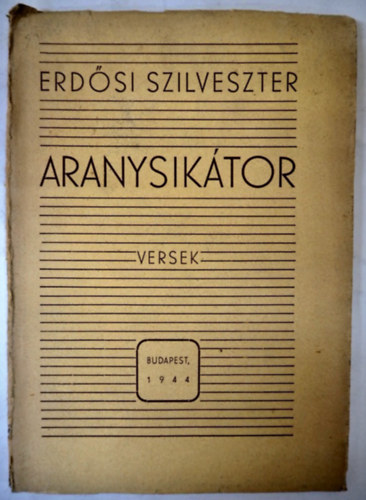 ERDŐSI SZILVESZTER
ARANYSIKÁTOR
VERSEK
BUDAPEST,
1944